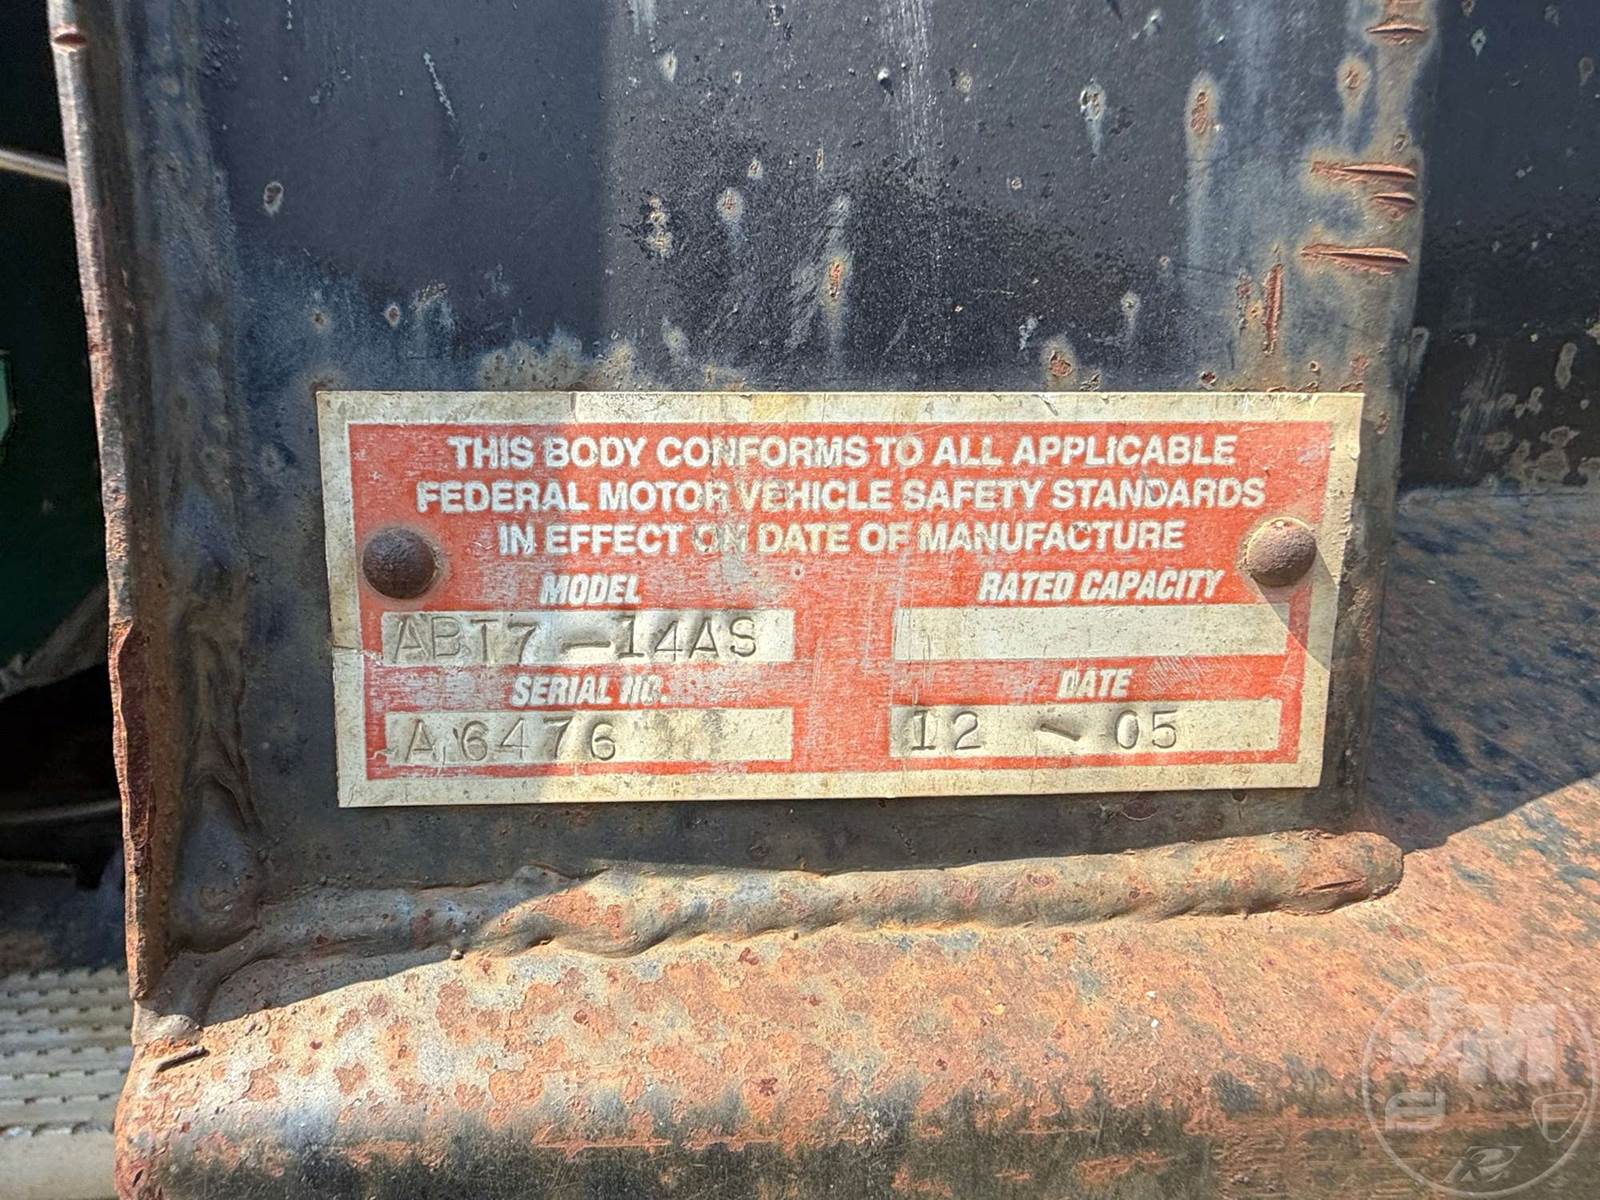 THIS BODY CONFORMS TO ALL APPLICABLE
FEDERAL MOTOR VEHICLE SAFETY STANDARDS
IN EFFECT ON DATE OF MANUFACTURE
MODEL RATED CAPACITY
ABT7-14AS
SERIAL NO. DATE
A6476 12 - 05